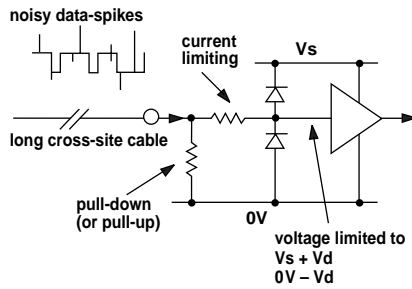 noisy data-spikes
current
limiting
Vs
long cross-site cable
pull-down
(or pull-up)
0V
voltage limited to
Vs + Vd
0V – Vd